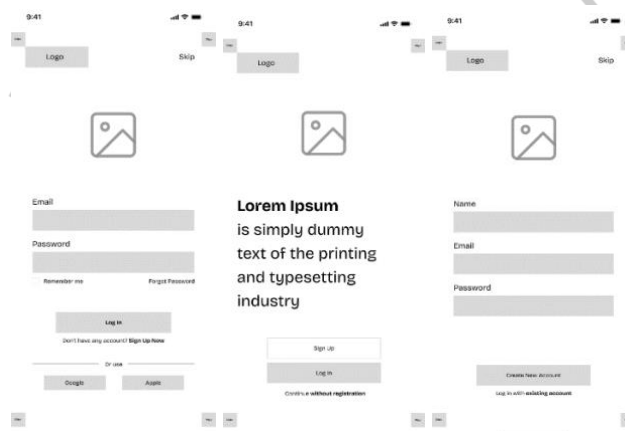 9:41
Logo
Skip
Email
Password
Remember me
Forgot Password
Log In
Don't have any account? Sign Up Now
Or use
Google
Apple
9:41
Logo
Lorem Ipsum
is simply dummy
text of the printing
and typesetting
industry
Sign Up
Log In
Continue without registration
9:41
Logo
Skip
Name
Email
Password
Create New Account
Log in with existing account